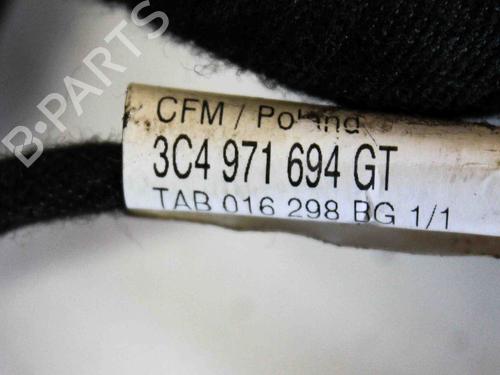 B-PARTS
CFM / Poland
3C4 971 694 GT
TAB 016 298 BG 1/1